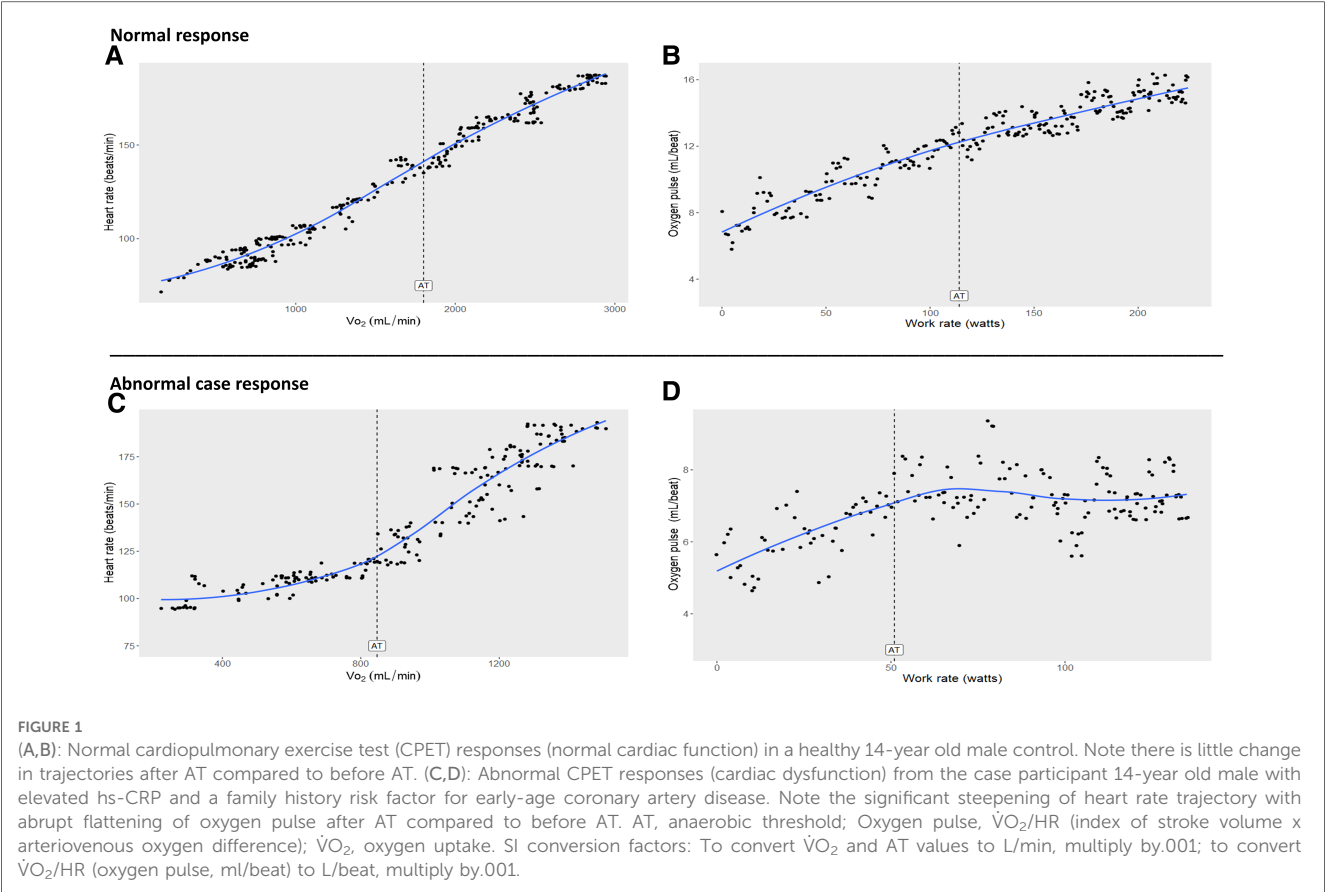 Normal response
A
B
Heart rate (beats/min)
150
100
AT
1000
2000
3000
Vo₂ (mL/min)
Oxygen pulse (mL/beat)
16
12
8
4
AT
0
50
100
150
200
Work rate (watts)
Abnormal case response
C
D
Heart rate (beats/min)
175
150
125
100
75
AT
400
800
1200
Vo₂ (mL/min)
Oxygen pulse (mL/beat)
8
6
4
AT
0
50
100
Work rate (watts)
FIGURE 1
(A,B): Normal cardiopulmonary exercise test (CPET) responses (normal cardiac function) in a healthy 14-year old male control. Note there is little change
in trajectories after AT compared to before AT. (C,D): Abnormal CPET responses (cardiac dysfunction) from the case participant 14-year old male with
elevated hs-CRP and a family history risk factor for early-age coronary artery disease. Note the significant steepening of heart rate trajectory with
abrupt flattening of oxygen pulse after AT compared to before AT. AT, anaerobic threshold; Oxygen pulse, V̇O₂/HR (index of stroke volume x
arteriovenous oxygen difference); V̇O₂, oxygen uptake. SI conversion factors: To convert V̇O₂ and AT values to L/min, multiply by.001; to convert
V̇O₂/HR (oxygen pulse, ml/beat) to L/beat, multiply by.001.